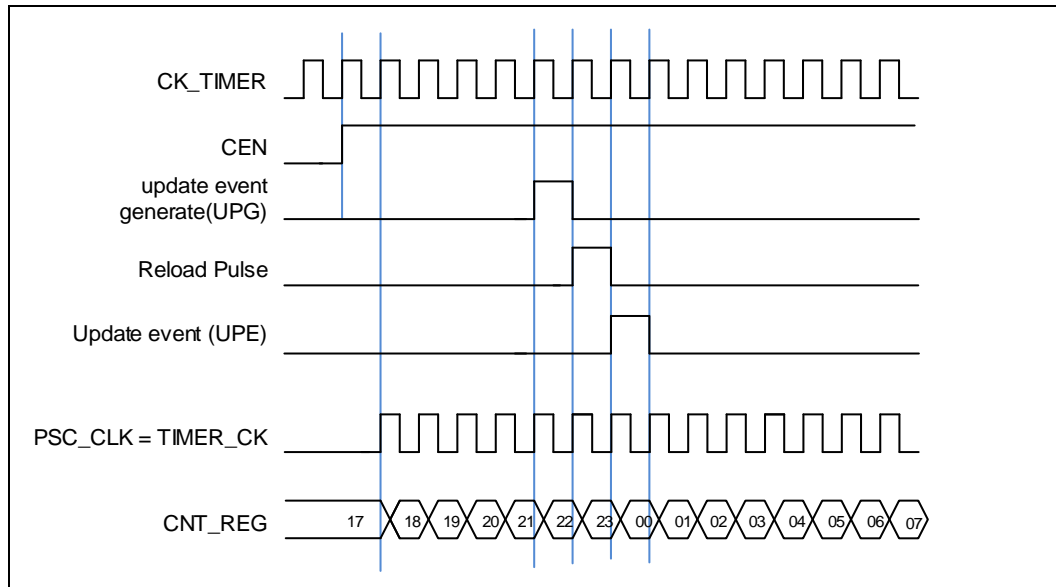 CK_TIMER
CEN
update event
generate(UPG)
Reload Pulse
Update event (UPE)
PSC_CLK = TIMER_CK
CNT_REG 17 18 19 20 21 22 23 00 01 02 03 04 05 06 07